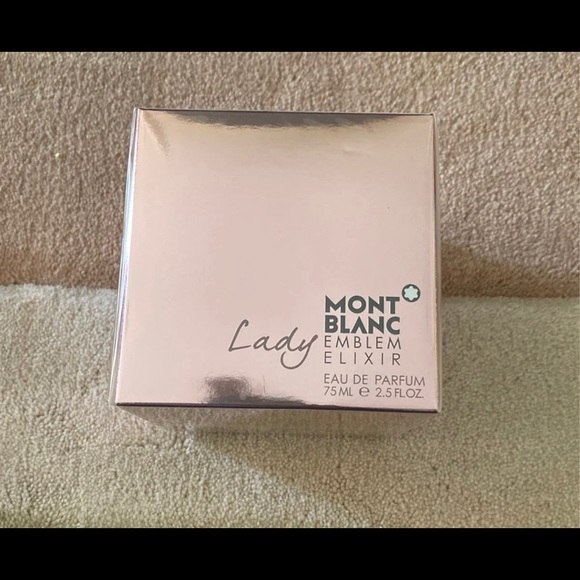 MONT
BLANC
Lady EMBLEM
ELIXIR
EAU DE PARFUM
75ML ℮ 2.5 FL.OZ.